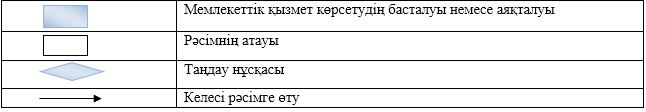 Мемлекеттік қызмет көрсетудің басталуы немесе аяқталуы
Рәсімнің атауы
Таңдау нұсқасы
Келесі рәсімге өту